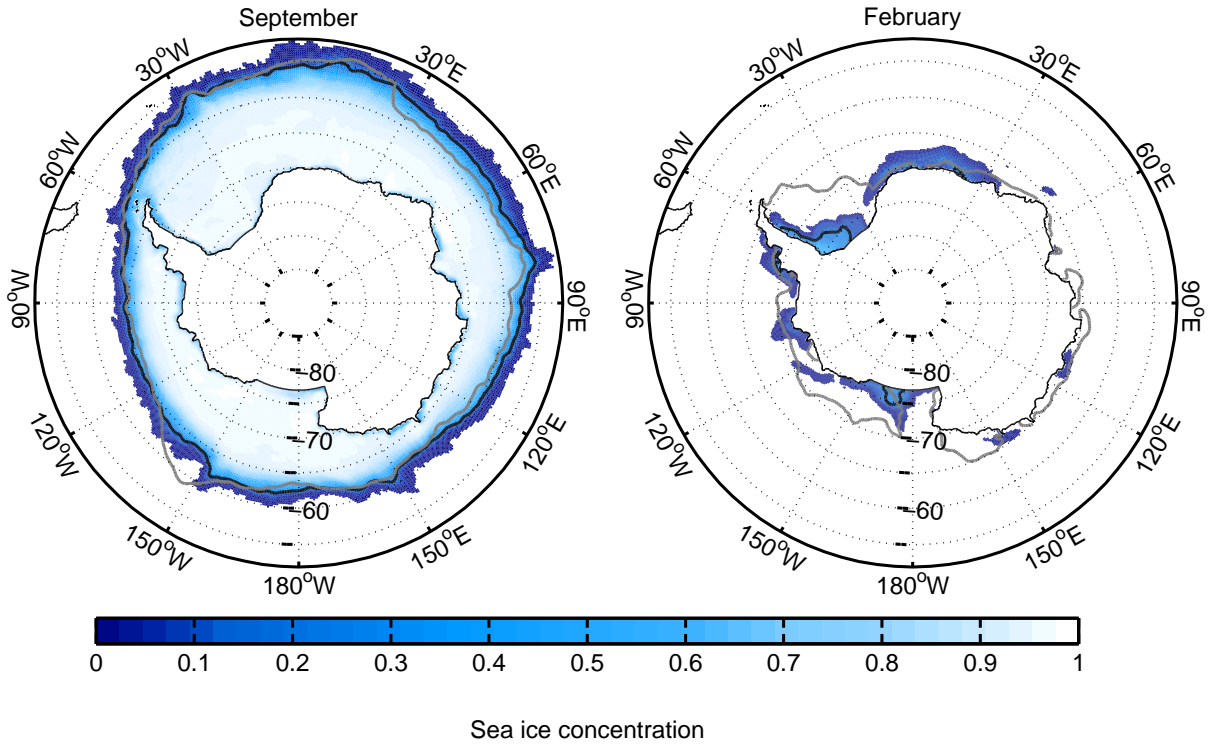 September
30°W
30°E
60°W
60°E
90°W
90°E
−80
−70
−60
120°W
120°E
150°W
150°E
180°W
February
30°W
30°E
60°W
60°E
90°W
90°E
−80
−70
−60
120°W
120°E
150°W
150°E
180°W
0 0.1 0.2 0.3 0.4 0.5 0.6 0.7 0.8 0.9 1
Sea ice concentration